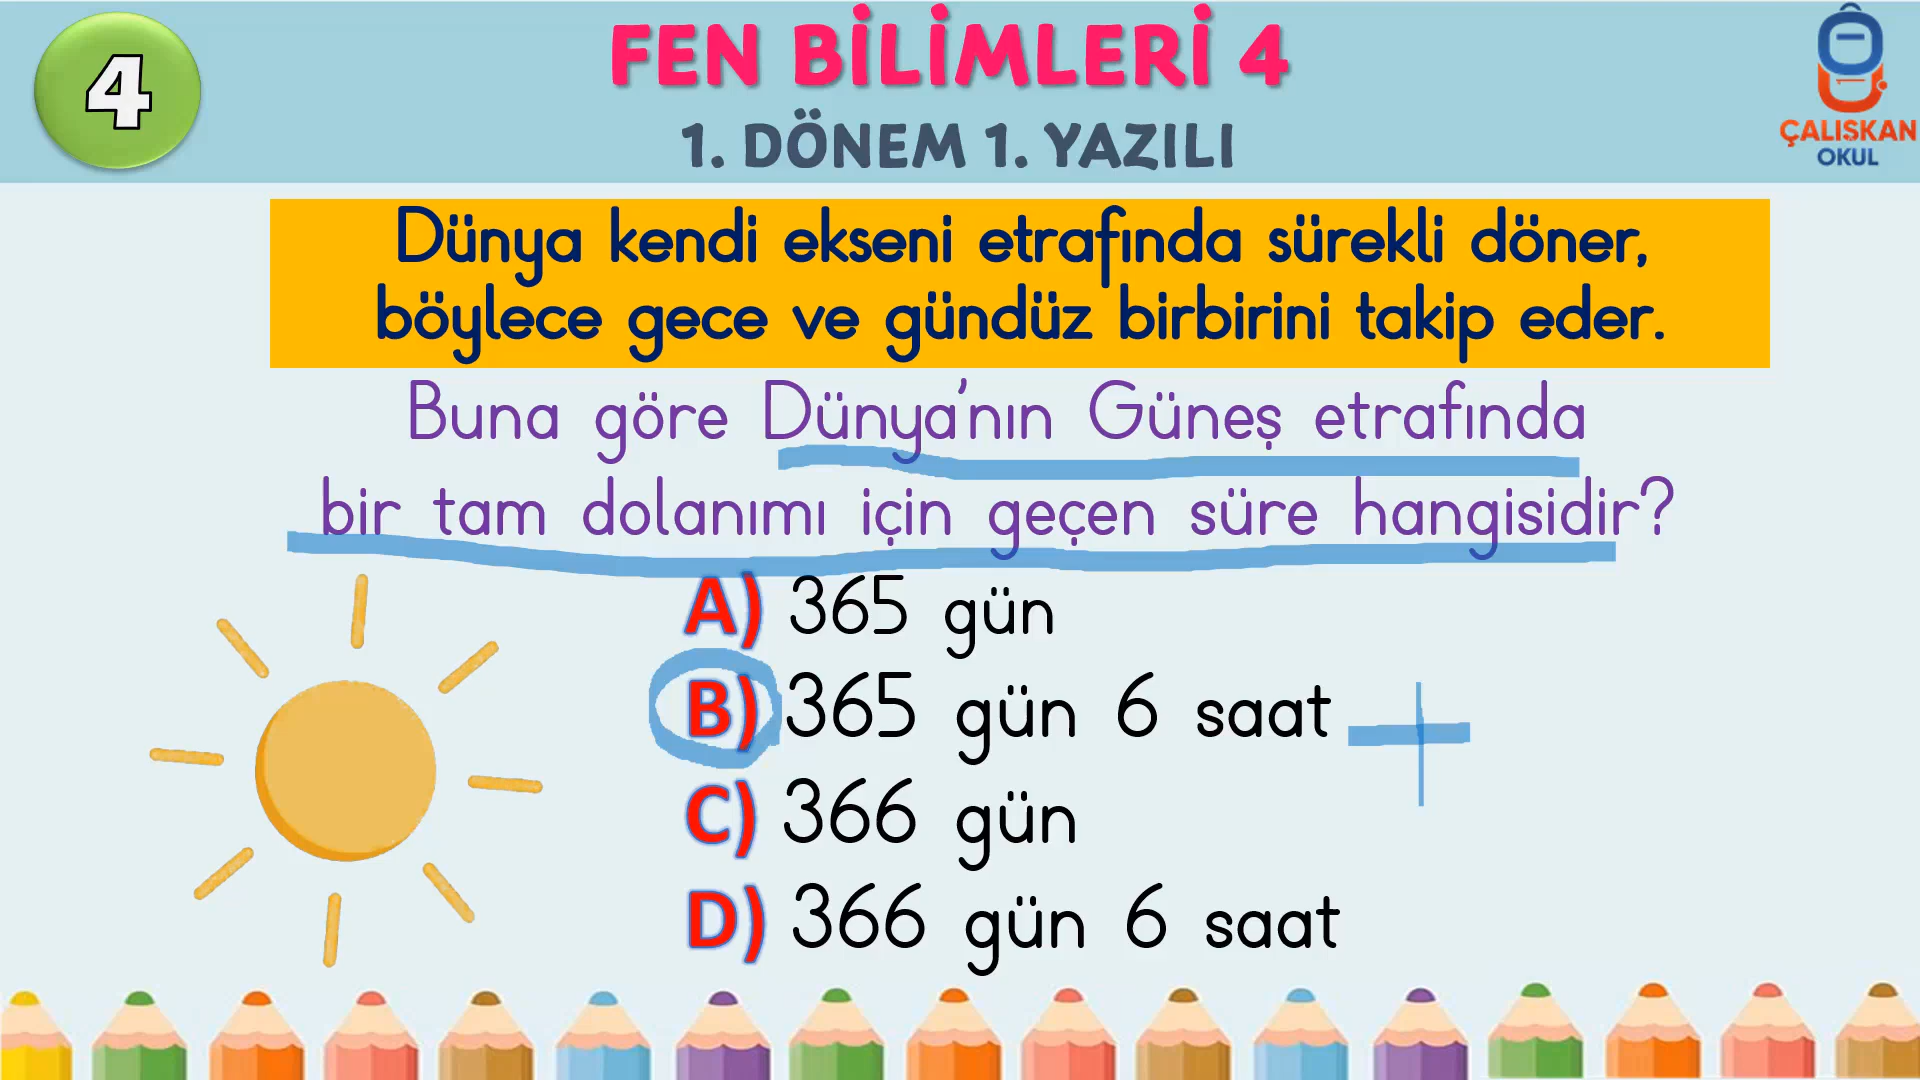 4
FEN BİLİMLERİ 4
1. DÖNEM 1. YAZILI
ÇALIŞKAN
OKUL
Dünya kendi ekseni etrafında sürekli döner,
böylece gece ve gündüz birbirini takip eder.
Buna göre Dünya'nın Güneş etrafında
bir tam dolanımı için geçen süre hangisidir?
A) 365 gün
B) 365 gün 6 saat
C) 366 gün
D) 366 gün 6 saat